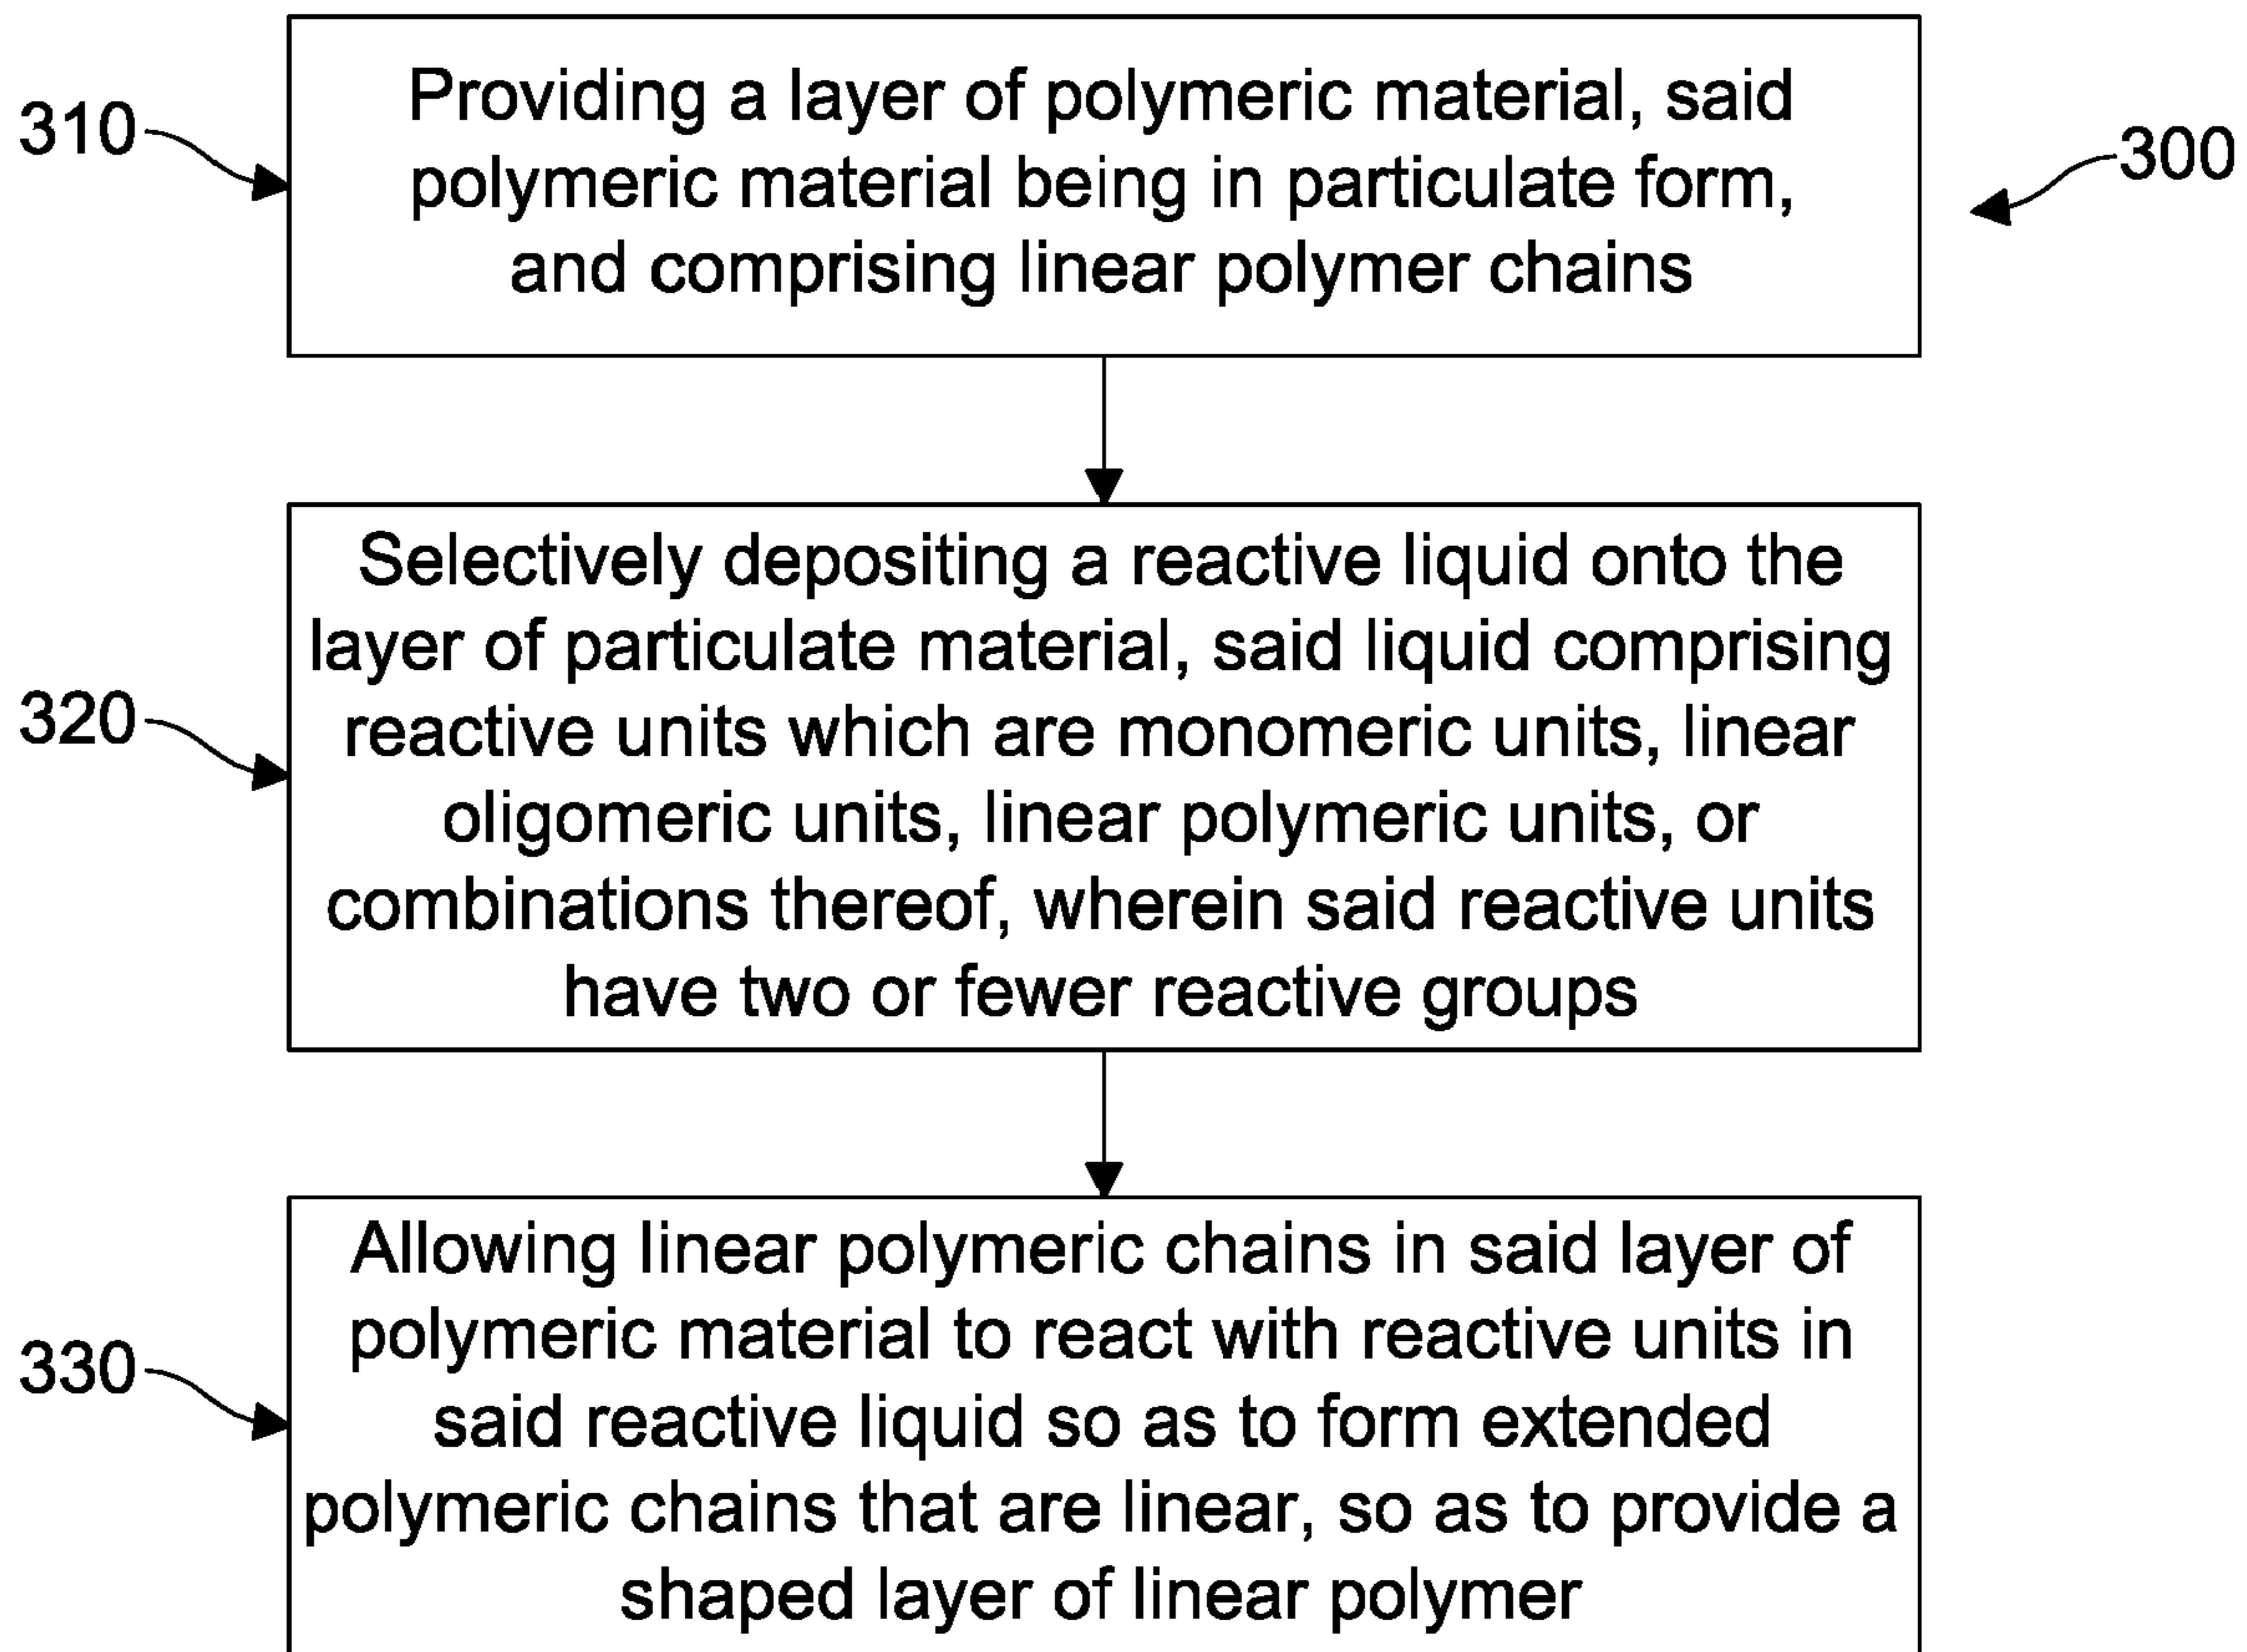 310
Providing a layer of polymeric material, said
polymeric material being in particulate form,
and comprising linear polymer chains
300
320
Selectively depositing a reactive liquid onto the
layer of particulate material, said liquid comprising
reactive units which are monomeric units, linear
oligomeric units, linear polymeric units, or
combinations thereof, wherein said reactive units
have two or fewer reactive groups
330
Allowing linear polymeric chains in said layer of
polymeric material to react with reactive units in
said reactive liquid so as to form extended
polymeric chains that are linear, so as to provide a
shaped layer of linear polymer